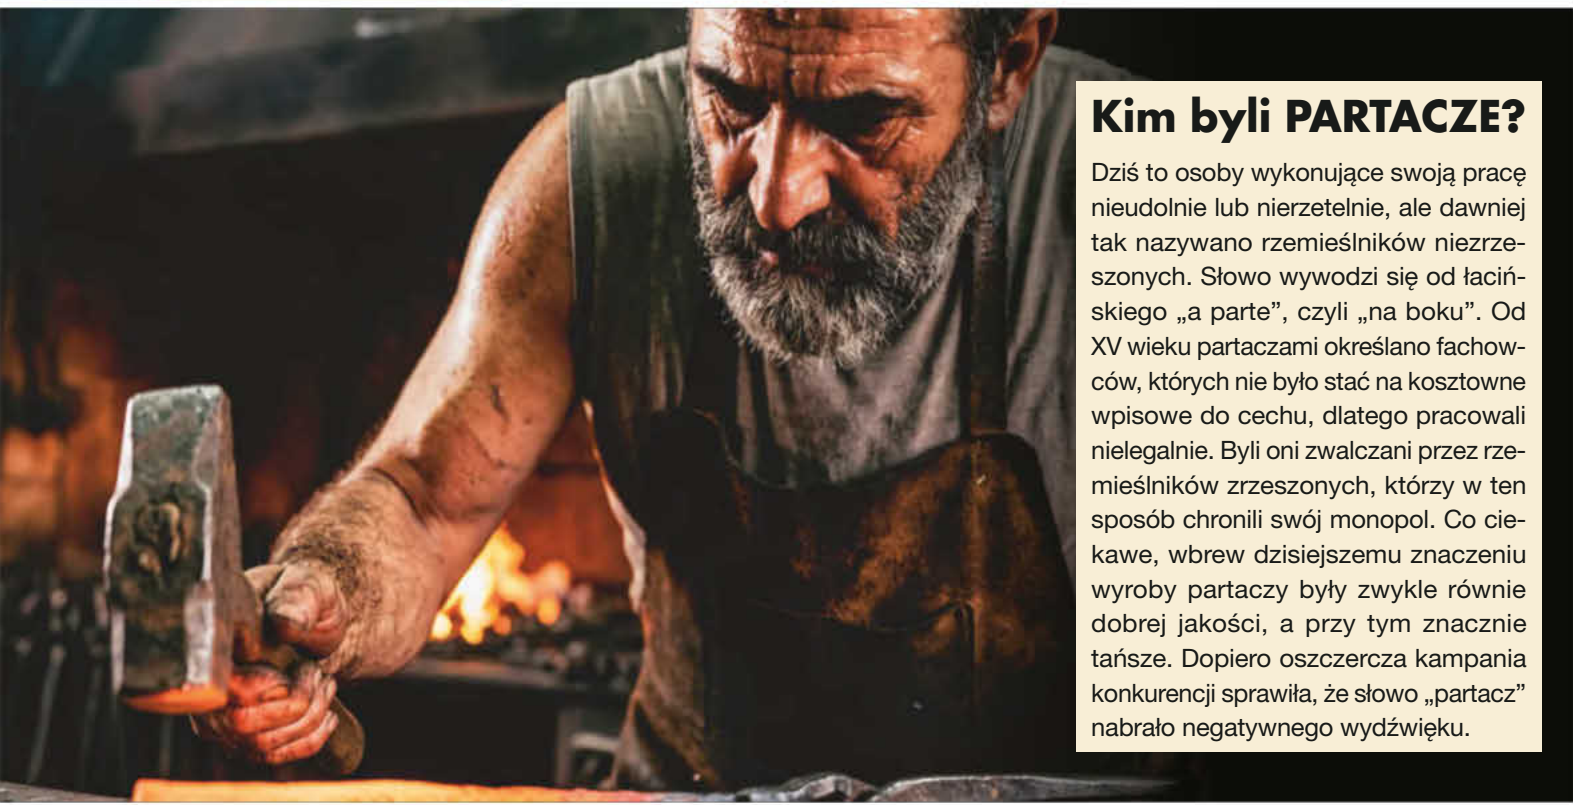 Kim byli PARTACZE?
Dziś to osoby wykonujące swoją pracę
nieudolnie lub nierzetelnie, ale dawniej
tak nazywano rzemieślników niezrze-
szonych. Słowo wywodzi się od łaciń-
skiego „a parte”, czyli „na boku”. Od
XV wieku partaczami określano fachow-
ców, których nie było stać na kosztowne
wpisowe do cechu, dlatego pracowali
nielegalnie. Byli oni zwalczani przez rze-
mieślników zrzeszonych, którzy w ten
sposób chronili swój monopol. Co cie-
kawe, wbrew dzisiejszemu znaczeniu
wyroby partaczy były zwykle równie
dobrej jakości, a przy tym znacznie
tańsze. Dopiero oszczercza kampania
konkurencji sprawiła, że słowo „partacz”
nabrało negatywnego wydźwięku.